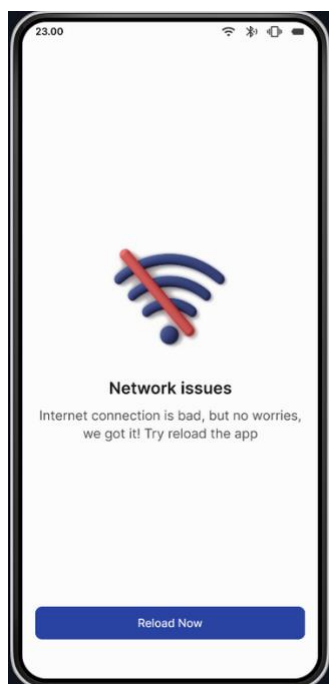 23.00
Network issues
Internet connection is bad, but no worries,
we got it! Try reload the app
Reload Now